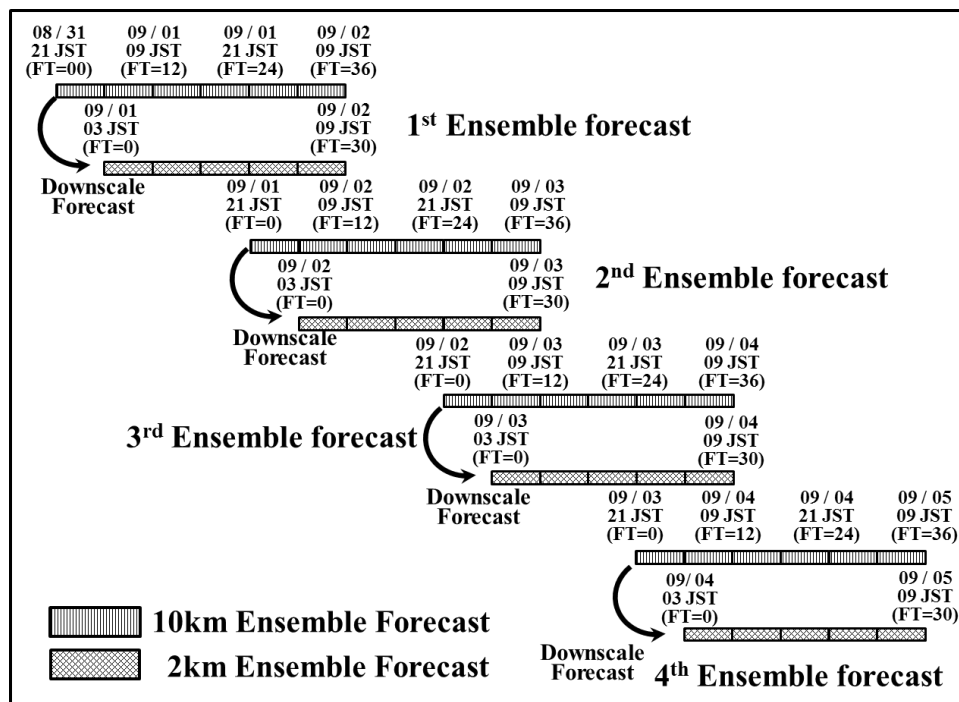 08 / 31 09 / 01 09 / 01 09 / 02
21 JST 09 JST 21 JST 09 JST
(FT=00) (FT=12) (FT=24) (FT=36)
09 / 01 09 / 02
03 JST 09 JST
(FT=0) (FT=30)
1st Ensemble forecast
Downscale
Forecast
09 / 01 09 / 02 09 / 02 09 / 03
21 JST 09 JST 21 JST 09 JST
(FT=0) (FT=12) (FT=24) (FT=36)
09 / 02 09 / 03
03 JST 09 JST
(FT=0) (FT=30)
2nd Ensemble forecast
Downscale
Forecast
09 / 02 09 / 03 09 / 03 09 / 04
21 JST 09 JST 21 JST 09 JST
(FT=0) (FT=12) (FT=24) (FT=36)
3rd Ensemble forecast
09 / 03 09 / 04
03 JST 09 JST
(FT=0) (FT=30)
Downscale
Forecast
09 / 03 09 / 04 09 / 04 09 / 05
21 JST 09 JST 21 JST 09 JST
(FT=0) (FT=12) (FT=24) (FT=36)
09/04 09 / 05
03 JST 09 JST
(FT=0) (FT=30)
Downscale
Forecast
4th Ensemble forecast
10km Ensemble Forecast
2km Ensemble Forecast